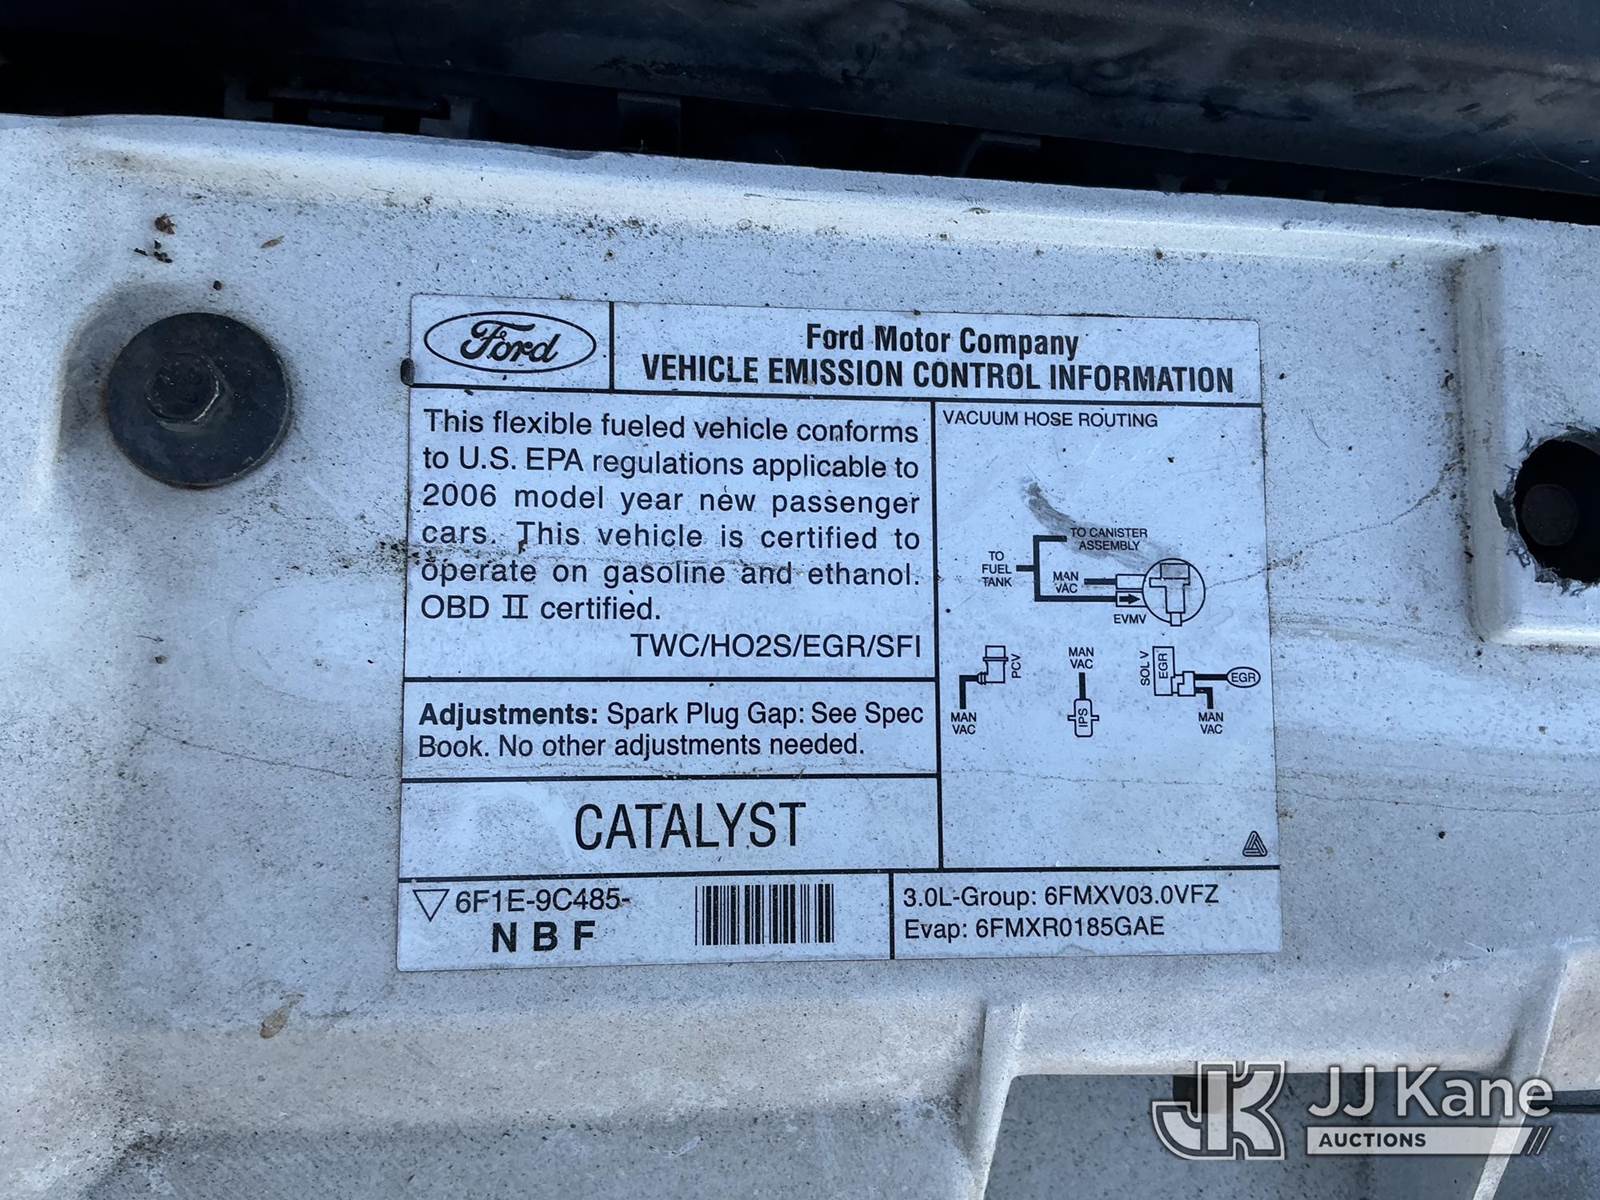 Ford
Ford Motor Company
VEHICLE EMISSION CONTROL INFORMATION
This flexible fueled vehicle conforms
to U.S. EPA regulations applicable to
2006 model year new passenger
cars. This vehicle is certified to
operate on gasoline and ethanol.
OBD II certified.
TWC/HO2S/EGR/SFI
Adjustments: Spark Plug Gap: See Spec
Book. No other adjustments needed.
CATALYST
6F1E-9C485-
N B F
VACUUM HOSE ROUTING
TO CANISTER
ASSEMBLY
TO
FUEL
TANK
MAN
VAC
EVMV
PCV
MAN
VAC
MAN
VAC
IPS
SOL V
EGR
EGR
MAN
VAC
3.0L-Group: 6FMXV03.0VFZ
Evap: 6FMXR0185GAE
JK JJ Kane
AUCTIONS